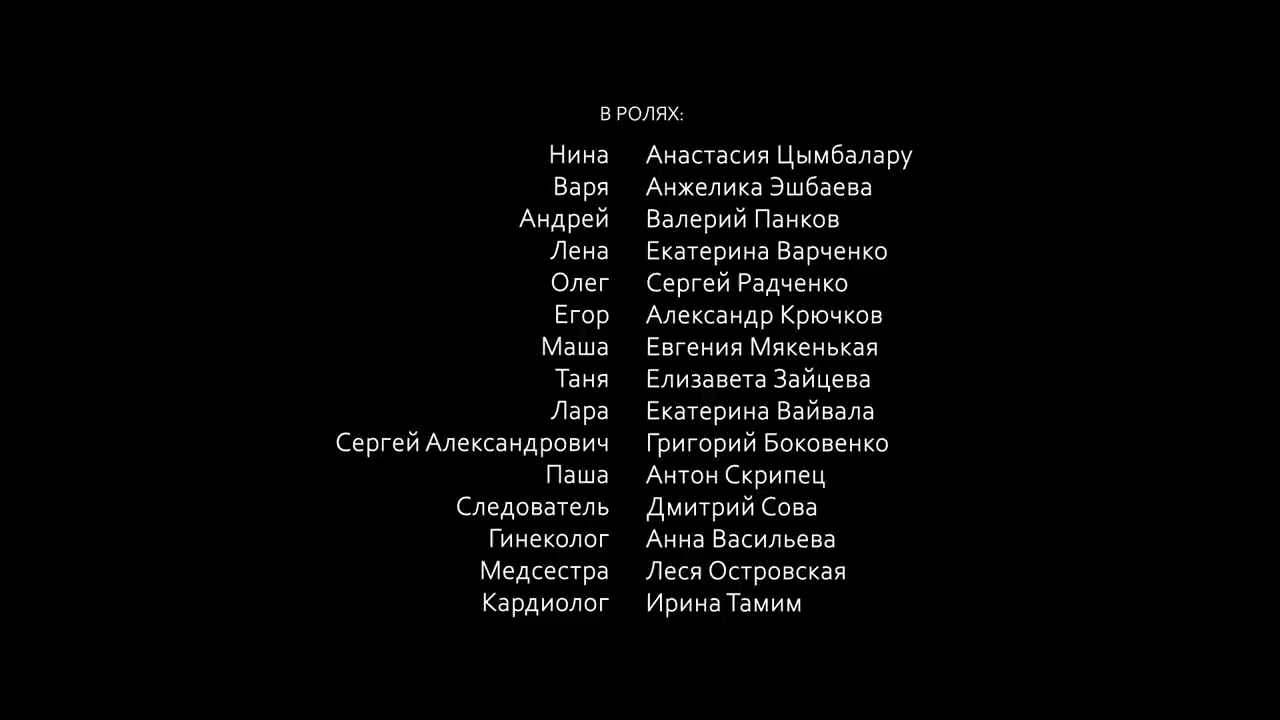 В РОЛЯХ:
Нина Анастасия Цымбалару
Варя Анжелика Эшбаева
Андрей Валерий Панков
Лена Екатерина Варченко
Олег Сергей Радченко
Егор Александр Крючков
Маша Евгения Мякенькая
Таня Елизавета Зайцева
Лара Екатерина Вайвала
Сергей Александрович Григорий Боковенко
Паша Антон Скрипец
Следователь Дмитрий Сова
Гинеколог Анна Васильева
Медсестра Леся Островская
Кардиолог Ирина Тамим